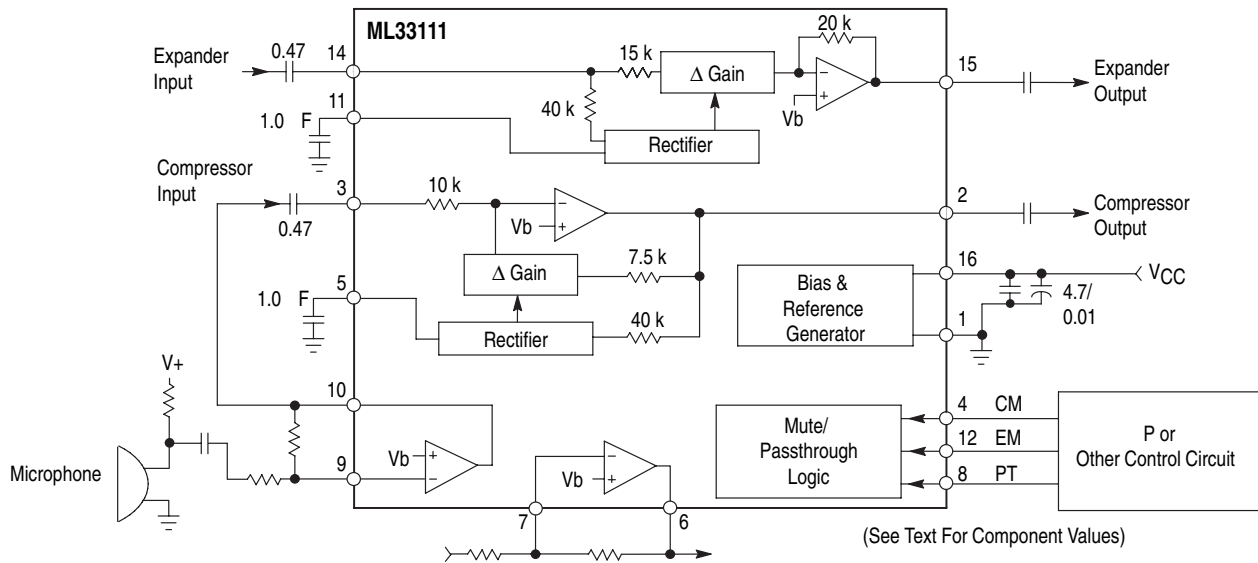 ML33111
20 k
Expander
Input
0.47
14
15 k
Δ Gain
−
+
Vb
15
Expander
Output
11
40 k
1.0 F
Rectifier
Compressor
Input
3
10 k
0.47
−
+
Vb
2
Compressor
Output
Δ Gain
7.5 k
16
VCC
5
1.0 F
Bias &
Reference
Generator
4.7/
0.01
40 k
Rectifier
1
V+
10
4 CM
Mute/
Passthrough
Logic
12 EM
P or
Other Control Circuit
Vb
+
−
−
Vb
+
Microphone
9
8 PT
7
6
(See Text For Component Values)